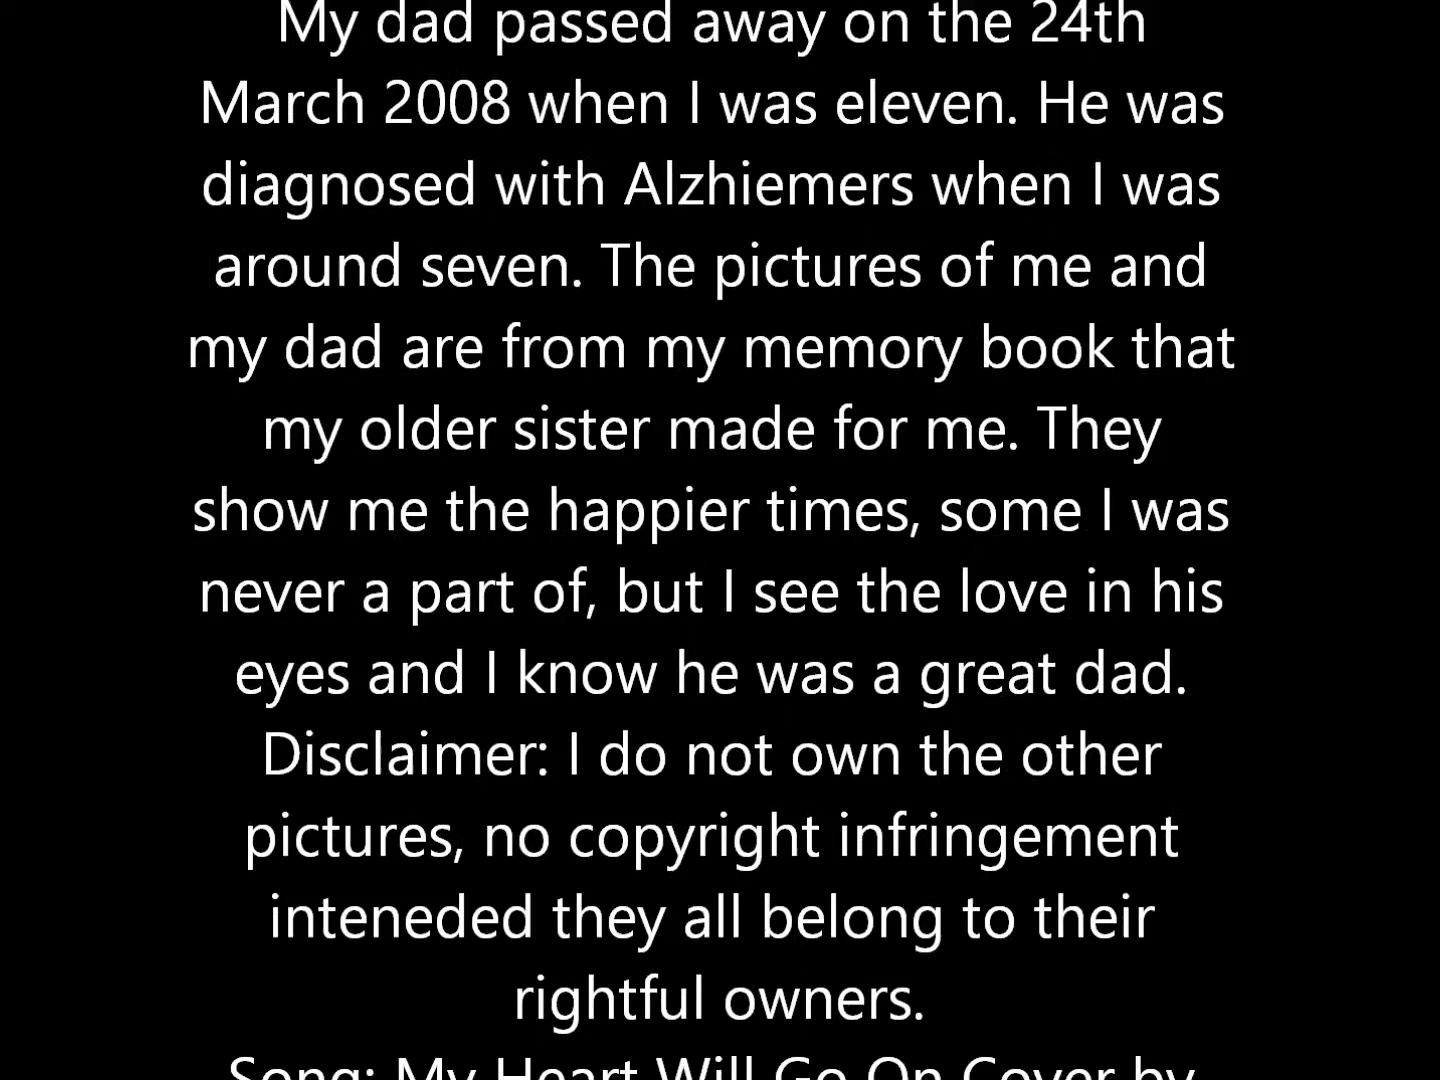 My dad passed away on the 24th
March 2008 when I was eleven. He was
diagnosed with Alzhiemers when I was
around seven. The pictures of me and
my dad are from my memory book that
my older sister made for me. They
show me the happier times, some I was
never a part of, but I see the love in his
eyes and I know he was a great dad.
Disclaimer: I do not own the other
pictures, no copyright infringement
inteneded they all belong to their
rightful owners.
Song: My Heart Will Go On Cover by